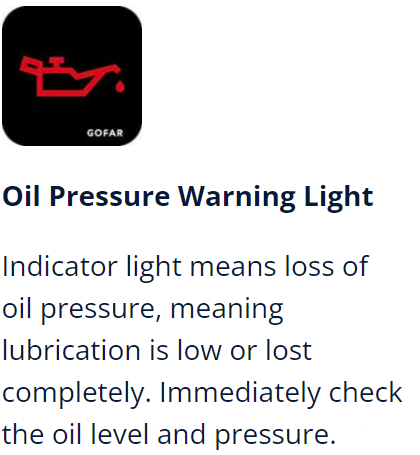 GOFAR
Oil Pressure Warning Light
Indicator light means loss of
oil pressure, meaning
lubrication is low or lost
completely. Immediately check
the oil level and pressure.